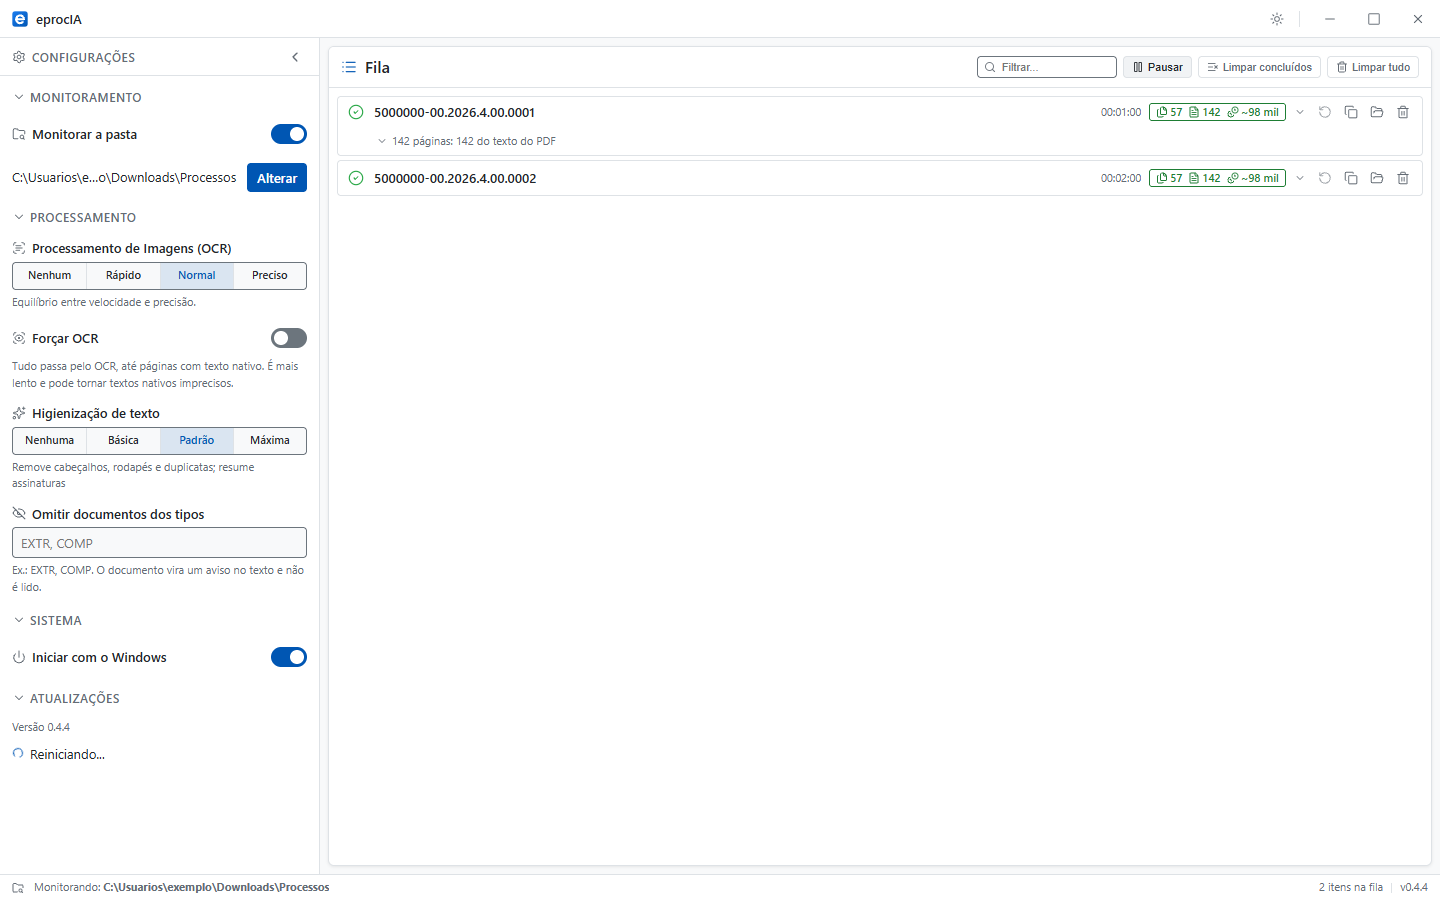 eprocIA
CONFIGURAÇÕES
MONITORAMENTO
Monitorar a pasta
C:\Usuarios\e...o\Downloads\Processos
Alterar
PROCESSAMENTO
Processamento de Imagens (OCR)
Nenhum Rápido Normal Preciso
Equilíbrio entre velocidade e precisão.
Forçar OCR
Tudo passa pelo OCR, até páginas com texto nativo. É mais
lento e pode tornar textos nativos imprecisos.
Higienização de texto
Nenhuma Básica Padrão Máxima
Remove cabeçalhos, rodapés e duplicatas; resume
assinaturas
Omitir documentos dos tipos
EXTR, COMP
Ex.: EXTR, COMP. O documento vira um aviso no texto e não
é lido.
SISTEMA
Iniciar com o Windows
ATUALIZAÇÕES
Versão 0.4.4
Reiniciando...
Fila
Filtrar...
Pausar
Limpar concluídos
Limpar tudo
5000000-00.2026.4.00.0001 00:01:00 57 142 ~98 mil
142 páginas: 142 do texto do PDF
5000000-00.2026.4.00.0002 00:02:00 57 142 ~98 mil
Monitorando: C:\Usuarios\exemplo\Downloads\Processos
2 itens na fila v0.4.4